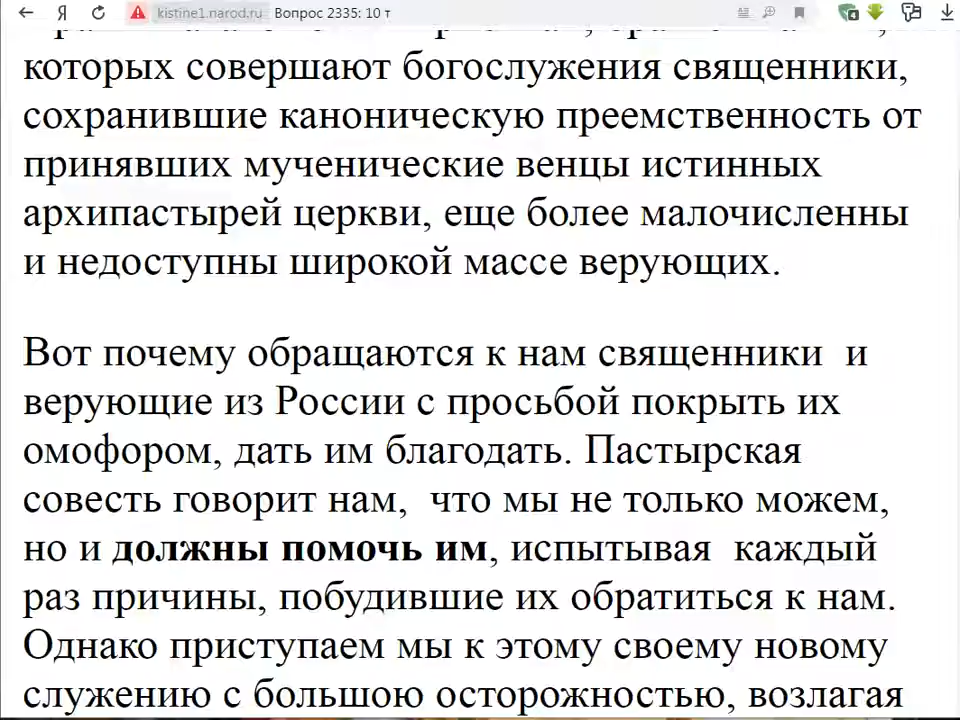 kistine1.narod.ru Вопрос 2335: 10 т
которых совершают богослужения священники,
сохранившие каноническую преемственность от
принявших мученические венцы истинных
архипастырей церкви, еще более малочисленны
и недоступны широкой массе верующих.
Вот почему обращаются к нам священники и
верующие из России с просьбой покрыть их
омофором, дать им благодать. Пастырская
совесть говорит нам, что мы не только можем,
но и должны помочь им, испытывая каждый
раз причины, побудившие их обратиться к нам.
Однако приступаем мы к этому своему новому
служению с большою осторожностью, возлагая